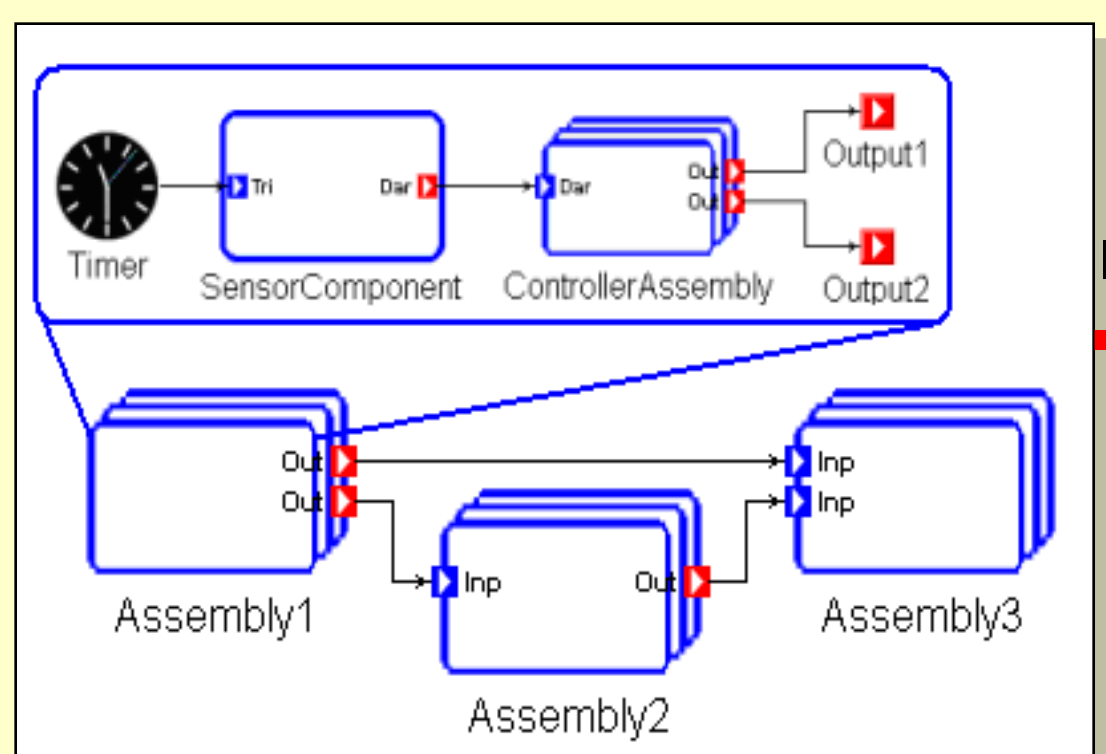 Output1
Tri
Dar
Dar
Out
Out
Timer
SensorComponent
ControllerAssembly
Output2
Out
Out
Inp
Inp
Inp
Out
Assembly1
Assembly3
Assembly2